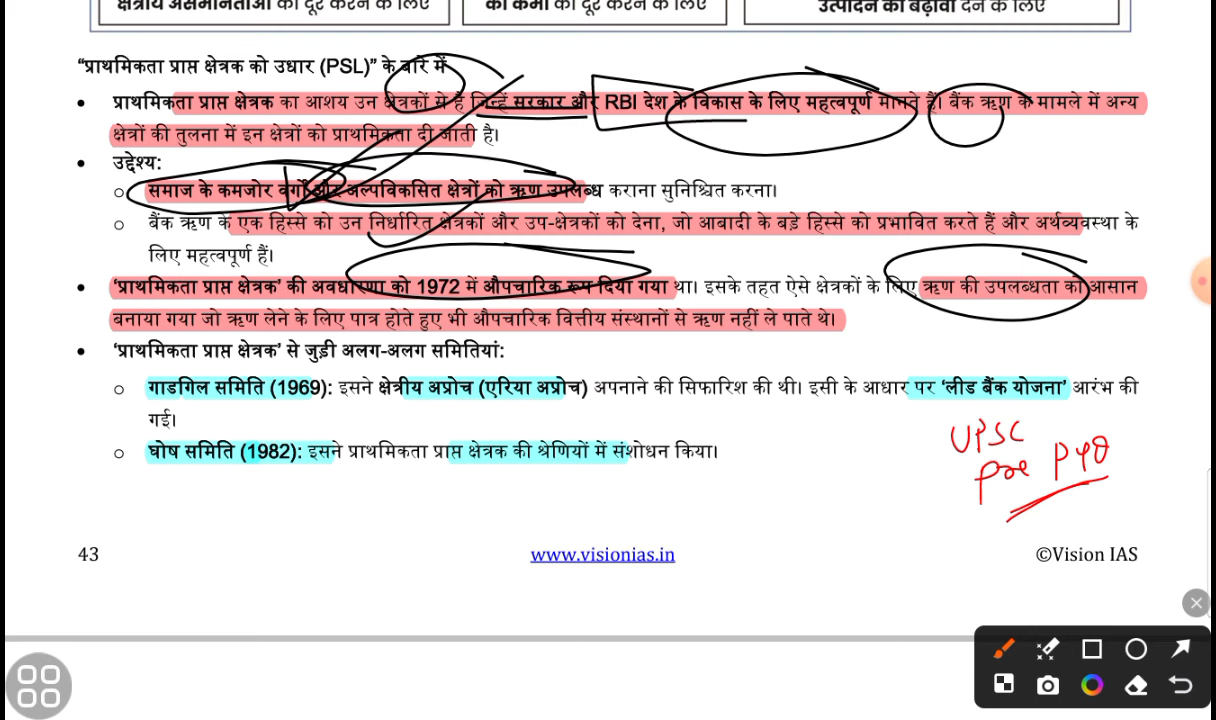 क्षेत्रीय असमानताओं को दूर करने के लिए
की कमी को दूर करने के लिए
उत्पादन को बढ़ावा देने के लिए
“प्राथमिकता प्राप्त क्षेत्रक को उधार (PSL)” के बारे में
• प्राथमिकता प्राप्त क्षेत्रक का आशय उन क्षेत्रकों से है जिन्हें सरकार और RBI देश के विकास के लिए महत्वपूर्ण मानते हैं। बैंक ऋण के मामले में अन्य
क्षेत्रों की तुलना में इन क्षेत्रों को प्राथमिकता दी जाती है।
• उद्देश्य:
○ समाज के कमजोर वर्गों और अल्पविकसित क्षेत्रों को ऋण उपलब्ध कराना सुनिश्चित करना।
○ बैंक ऋण के एक हिस्से को उन निर्धारित क्षेत्रकों और उप-क्षेत्रकों को देना, जो आबादी के बड़े हिस्से को प्रभावित करते हैं और अर्थव्यवस्था के
लिए महत्वपूर्ण हैं।
• ‘प्राथमिकता प्राप्त क्षेत्रक’ की अवधारणा को 1972 में औपचारिक रूप दिया गया था। इसके तहत ऐसे क्षेत्रकों के लिए ऋण की उपलब्धता को आसान
बनाया गया जो ऋण लेने के लिए पात्र होते हुए भी औपचारिक वित्तीय संस्थानों से ऋण नहीं ले पाते थे।
• ‘प्राथमिकता प्राप्त क्षेत्रक’ से जुड़ी अलग-अलग समितियां:
○ गाडगिल समिति (1969): इसने क्षेत्रीय अप्रोच (एरिया अप्रोच) अपनाने की सिफारिश की थी। इसी के आधार पर ‘लीड बैंक योजना’ आरंभ की
गई।
○ घोष समिति (1982): इसने प्राथमिकता प्राप्त क्षेत्रक की श्रेणियों में संशोधन किया।
UPSC
Pre PYQ
43
www.visionias.in
©Vision IAS